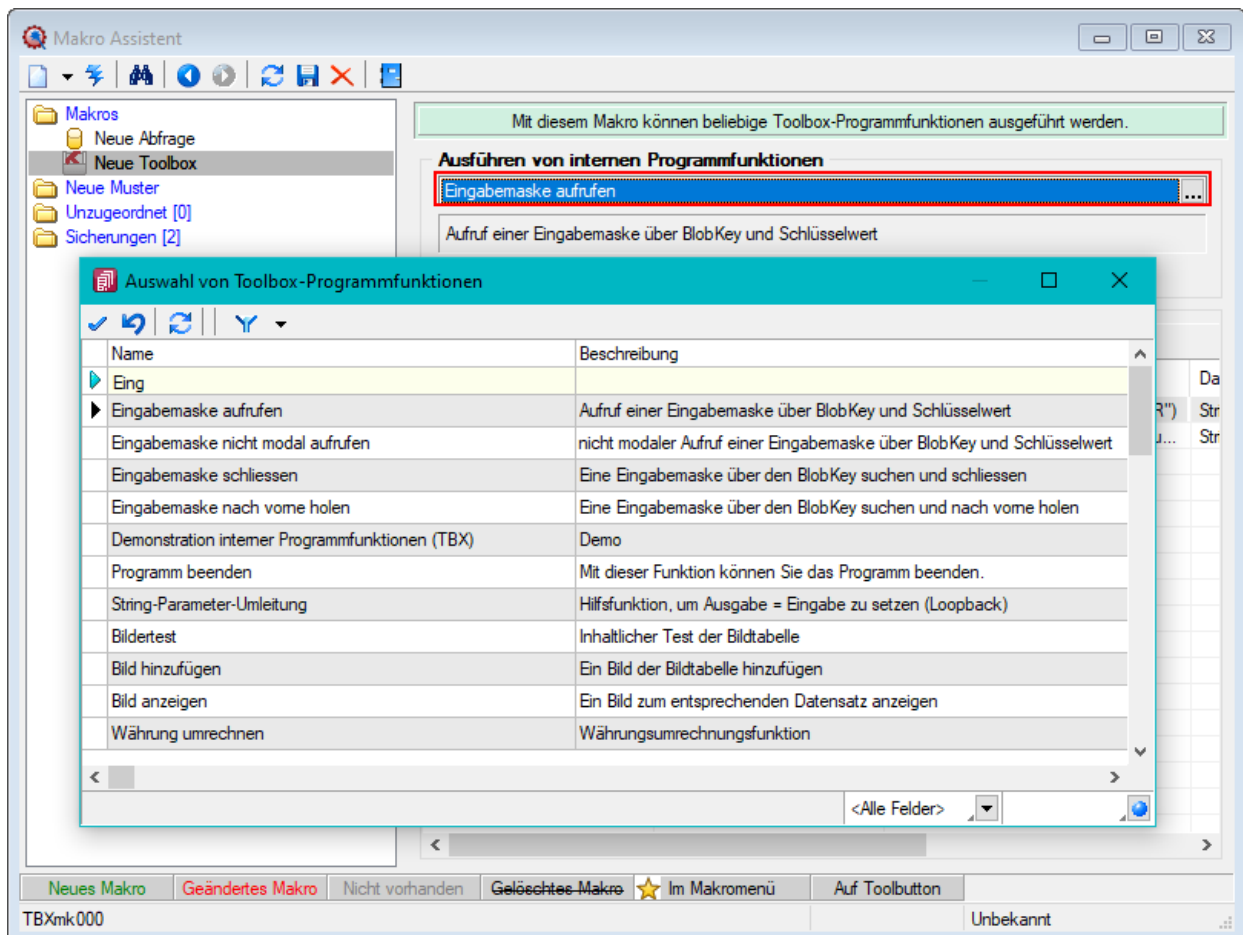 Makro Assistent
Makros
Neue Abfrage
Neue Toolbox
Neue Muster
Unzugeordnet [0]
Sicherungen [2]
Mit diesem Makro können beliebige Toolbox-Programmfunktionen ausgeführt werden.
Ausführen von internen Programmfunktionen
Eingabemaske aufrufen ...
Aufruf einer Eingabemaske über BlobKey und Schlüsselwert
Auswahl von Toolbox-Programmfunktionen
Name Beschreibung
Eing
Eingabemaske aufrufen Aufruf einer Eingabemaske über BlobKey und Schlüsselwert
Eingabemaske nicht modal aufrufen nicht modaler Aufruf einer Eingabemaske über BlobKey und Schlüsselwert
Eingabemaske schliessen Eine Eingabemaske über den BlobKey suchen und schliessen
Eingabemaske nach vorne holen Eine Eingabemaske über den BlobKey suchen und nach vorne holen
Demonstration interner Programmfunktionen (TBX) Demo
Programm beenden Mit dieser Funktion können Sie das Programm beenden.
String-Parameter-Umleitung Hilfsfunktion, um Ausgabe = Eingabe zu setzen (Loopback)
Bildertest Inhaltlicher Test der Bildtabelle
Bild hinzufügen Ein Bild der Bildtabelle hinzufügen
Bild anzeigen Ein Bild zum entsprechenden Datensatz anzeigen
Währung umrechnen Währungsumrechnungsfunktion
<Alle Felder>
Da
R") Str
... Str
Neues Makro Geändertes Makro Nicht vorhanden Gelöschtes Makro Im Makromenü Auf Toolbutton
TBXmk000 Unbekannt